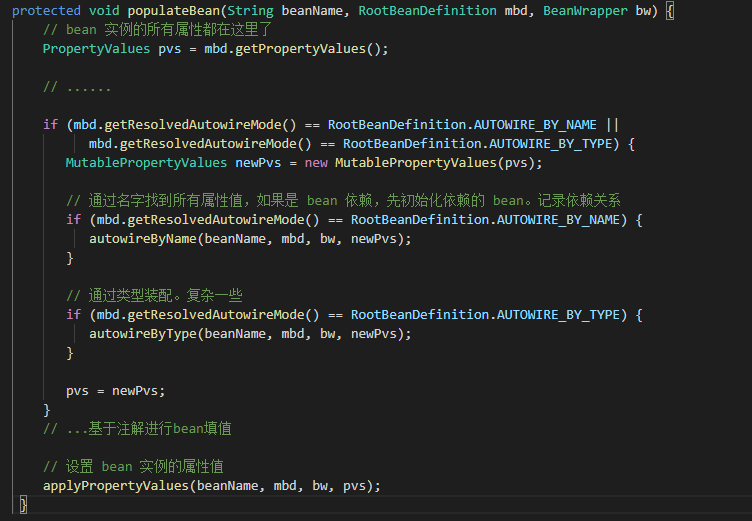 protected void populateBean(String beanName, RootBeanDefinition mbd, BeanWrapper bw) {
// bean 实例的所有属性都在这里了
PropertyValues pvs = mbd.getPropertyValues();
// ......
if (mbd.getResolvedAutowireMode() == RootBeanDefinition.AUTOWIRE_BY_NAME ||
mbd.getResolvedAutowireMode() == RootBeanDefinition.AUTOWIRE_BY_TYPE) {
MutablePropertyValues newPvs = new MutablePropertyValues(pvs);
// 通过名字找到所有属性值，如果是 bean 依赖，先初始化依赖的 bean。记录依赖关系
if (mbd.getResolvedAutowireMode() == RootBeanDefinition.AUTOWIRE_BY_NAME) {
autowireByName(beanName, mbd, bw, newPvs);
}
// 通过类型装配。复杂一些
if (mbd.getResolvedAutowireMode() == RootBeanDefinition.AUTOWIRE_BY_TYPE) {
autowireByType(beanName, mbd, bw, newPvs);
}
pvs = newPvs;
}
// ...基于注解进行bean填值
// 设置 bean 实例的属性值
applyPropertyValues(beanName, mbd, bw, pvs);
}